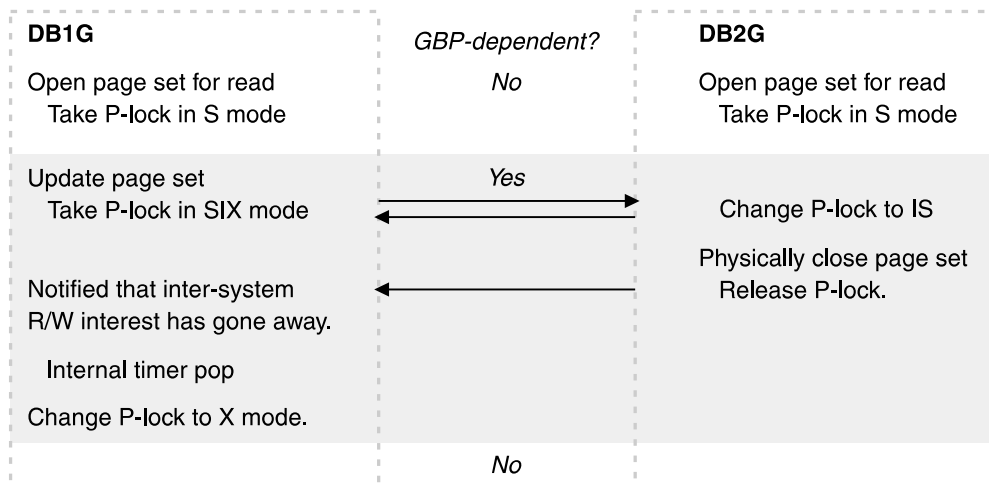 DB1G
GBP-dependent?
DB2G
Open page set for read
Take P-lock in S mode
No
Open page set for read
Take P-lock in S mode
Update page set
Take P-lock in SIX mode
Yes
Change P-lock to IS
Physically close page set
Release P-lock.
Notified that inter-system
R/W interest has gone away.
Internal timer pop
Change P-lock to X mode.
No